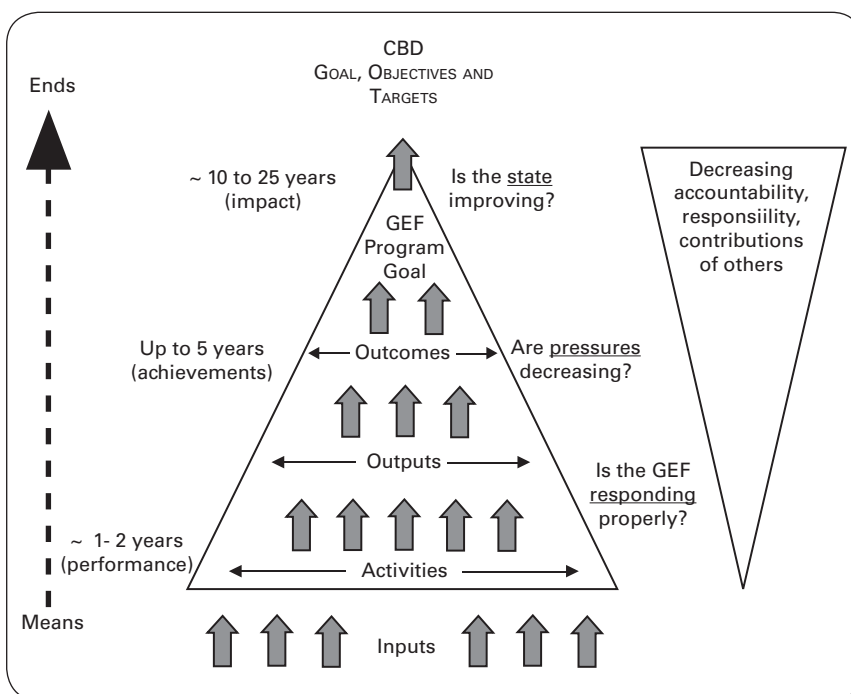 CBD
GOAL, OBJECTIVES AND
TARGETS
Ends
~ 10 to 25 years
(impact)
Is the state
improving?
Decreasing
accountability,
responsiility,
contributions
of others
GEF
Program
Goal
Up to 5 years
(achievements)
Outcomes
Are pressures
decreasing?
Outputs
Is the GEF
responding
properly?
~ 1- 2 years
(performance)
Activities
Means
Inputs